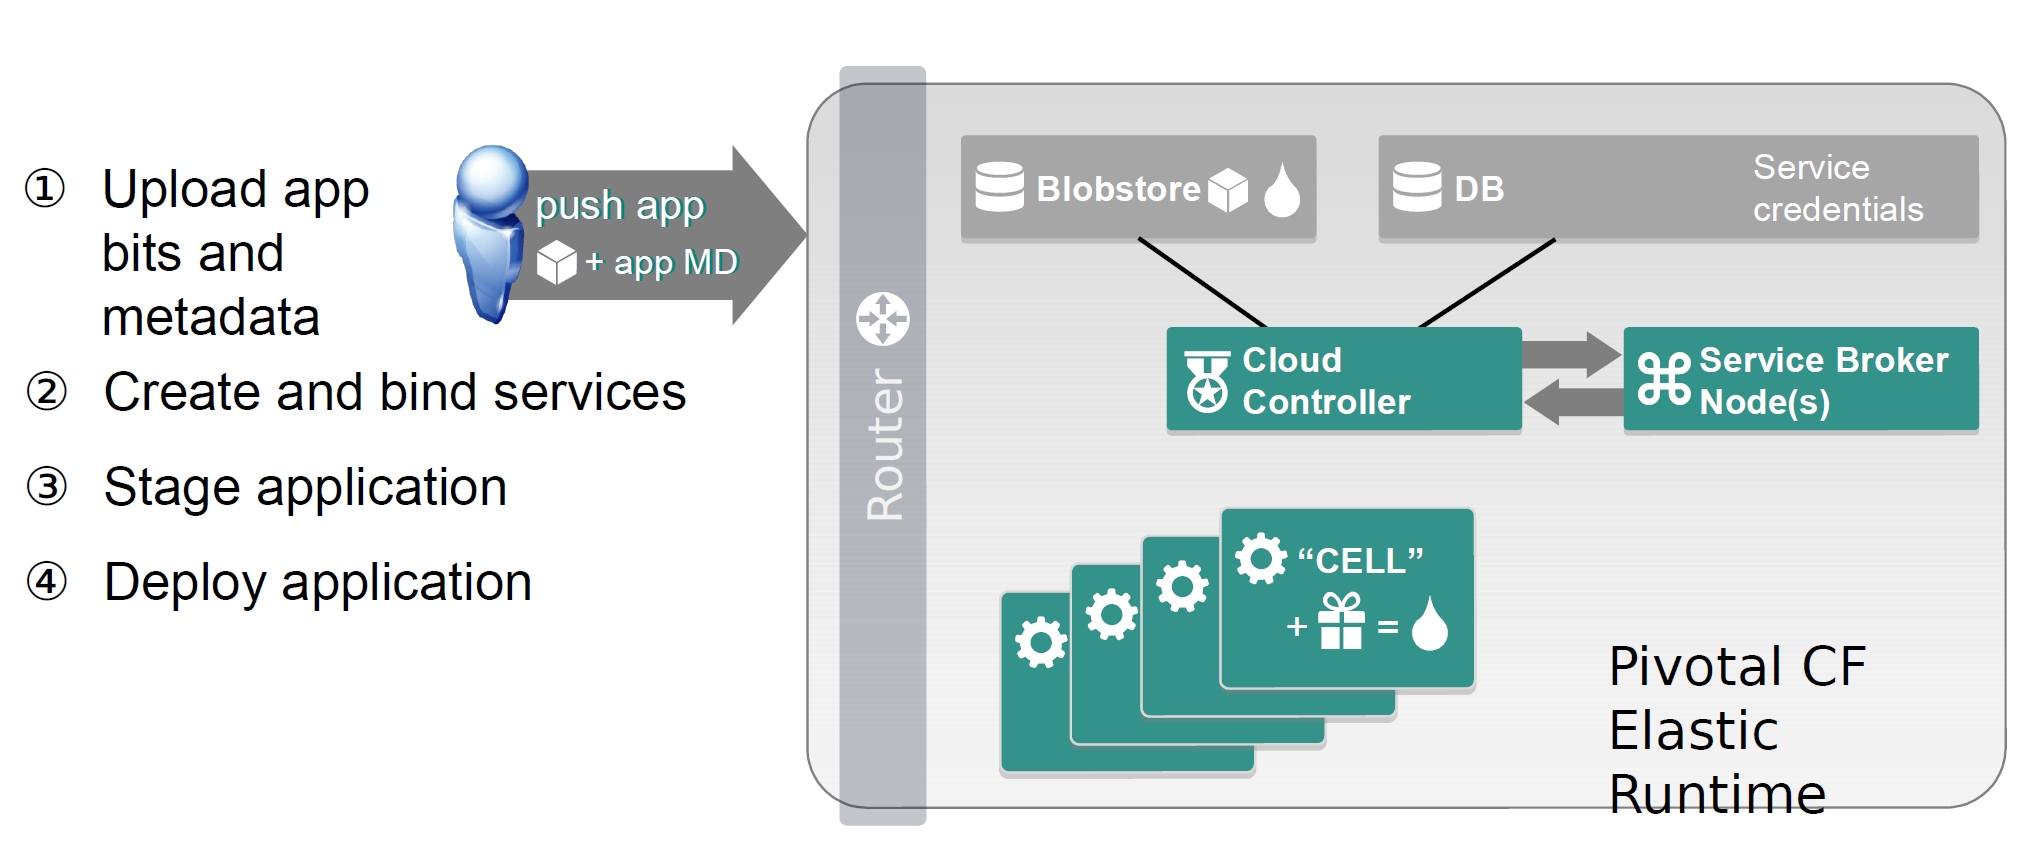 ① Upload app
bits and
metadata
② Create and bind services
③ Stage application
④ Deploy application
push app
+ app MD
Router
Blobstore
DB
Service
credentials
Cloud
Controller
Service Broker
Node(s)
“CELL”
+ =
Pivotal CF
Elastic
Runtime